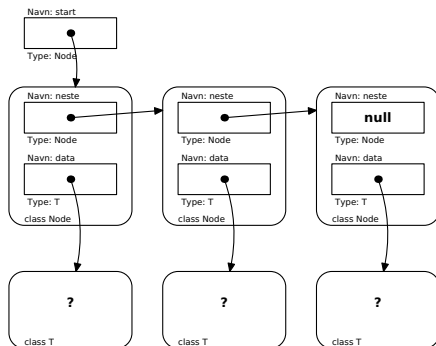 Navn: start
Type: Node
Navn: neste
Type: Node
Navn: data
Type: T
class Node
Navn: neste
Type: Node
Navn: data
Type: T
class Node
Navn: neste
null
Type: Node
Navn: data
Type: T
class Node
?
class T
?
class T
?
class T